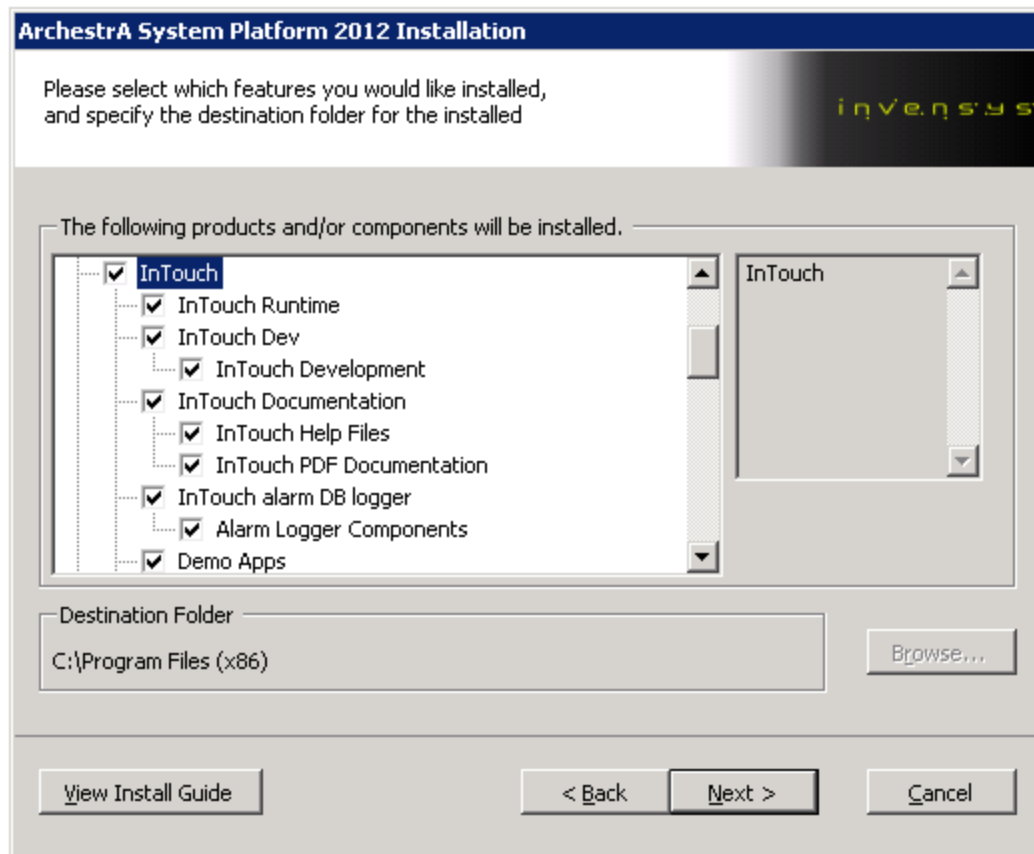 ArchestrA System Platform 2012 Installation
Please select which features you would like installed,
and specify the destination folder for the installed
invensys
The following products and/or components will be installed.
InTouch
InTouch Runtime
InTouch Dev
InTouch Development
InTouch Documentation
InTouch Help Files
InTouch PDF Documentation
InTouch alarm DB logger
Alarm Logger Components
Demo Apps
InTouch
Destination Folder
C:\Program Files (x86)
Browse...
View Install Guide
< Back
Next >
Cancel